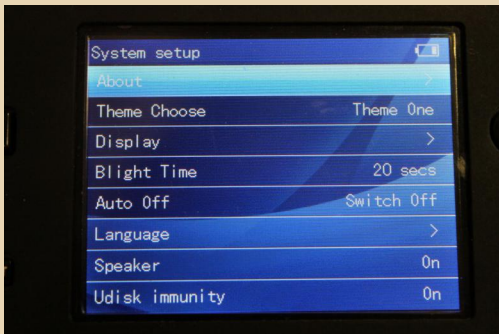 System setup
About >
Theme Choose Theme One
Display >
Blight Time 20 secs
Auto Off Switch Off
Language >
Speaker On
Udisk immunity On